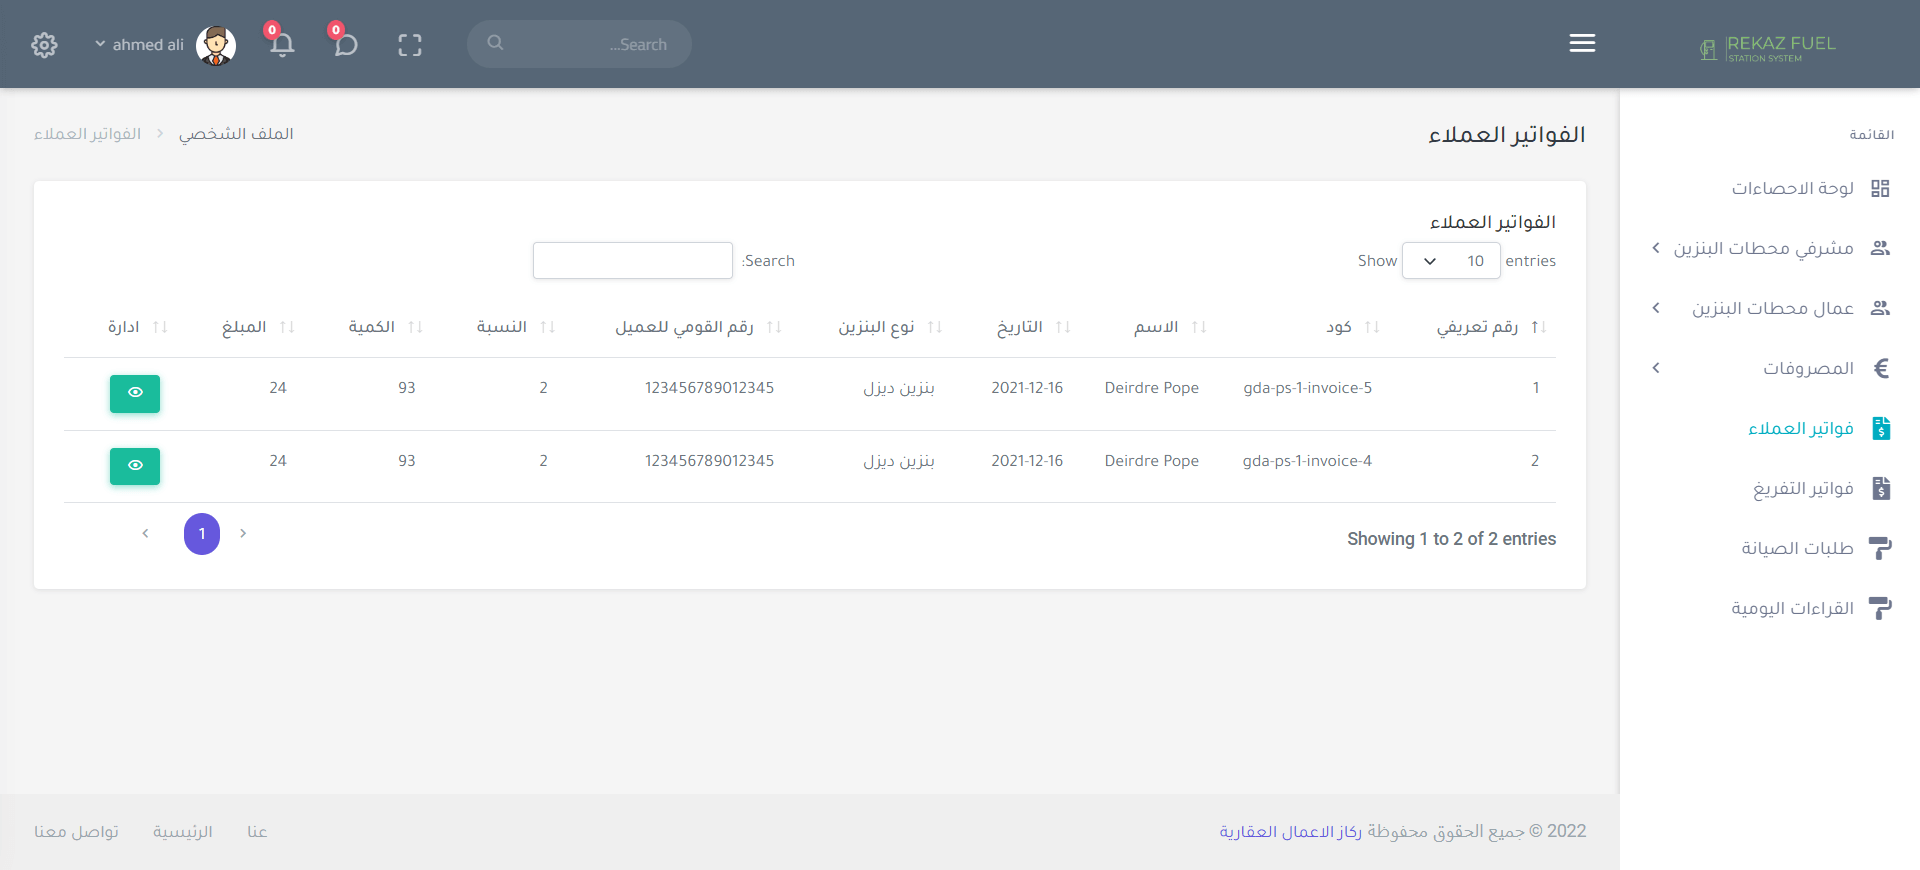 REKAZ FUEL
STATION SYSTEM
Search...
0
0
ahmed ali
القائمة
لوحة الاحصاءات
مشرفي محطات البنزين
عمال محطات البنزين
المصروفات
فواتير العملاء
فواتير التفريغ
طلبات الصيانة
القراءات اليومية
الفواتير العملاء
الملف الشخصي
الفواتير العملاء
الفواتير العملاء
Show 10 entries
Search:
رقم تعريفي كود الاسم التاريخ نوع البنزين رقم القومي للعميل النسبة الكمية المبلغ ادارة
1 gda-ps-1-invoice-5 Deirdre Pope 2021-12-16 بنزين ديزل 123456789012345 2 93 24
2 gda-ps-1-invoice-4 Deirdre Pope 2021-12-16 بنزين ديزل 123456789012345 2 93 24
Showing 1 to 2 of 2 entries
1
2022 © جميع الحقوق محفوظة ركاز الاعمال العقارية
عنا
الرئيسية
تواصل معنا